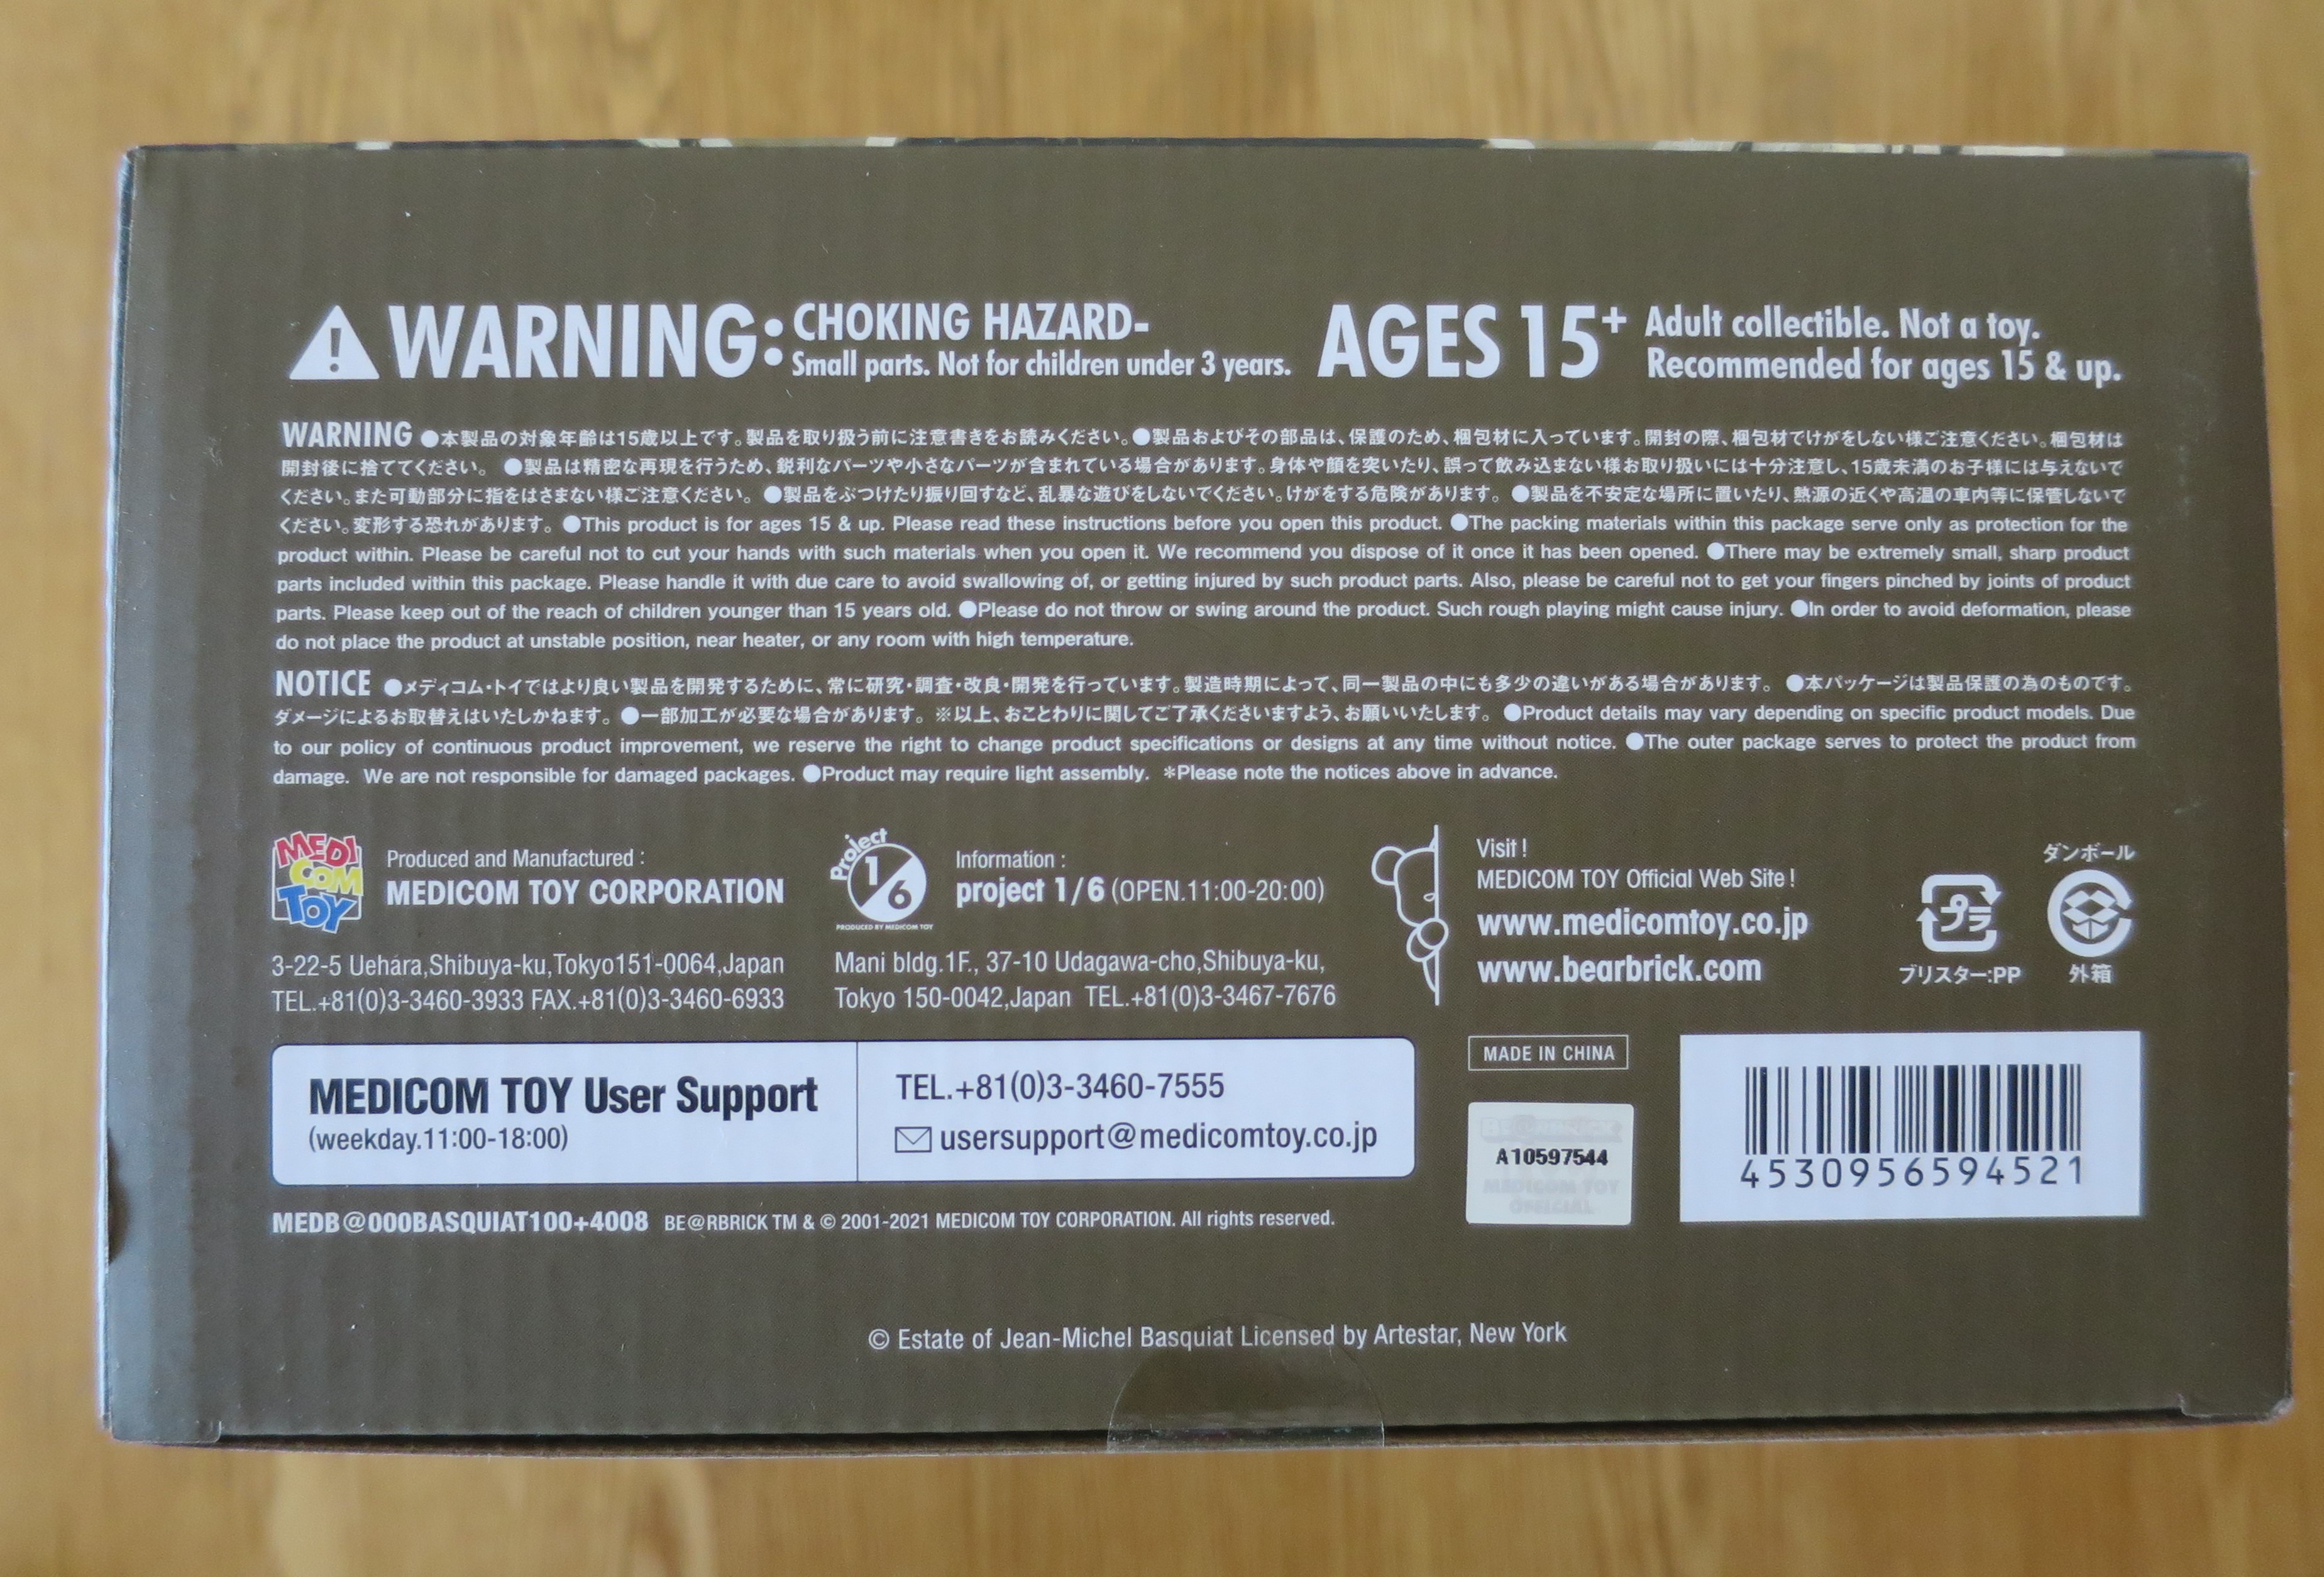 WARNING: CHOKING HAZARD-
Small parts. Not for children under 3 years.
AGES 15+ Adult collectible. Not a toy.
Recommended for ages 15 & up.
WARNING ●本製品の対象年齢は15歳以上です。製品を取り扱う前に注意書きをお読みください。●製品およびその部品は、保護のため、梱包材に入っています。開封の際、梱包材でけがをしない様ご注意ください。梱包材は
開封後に捨ててください。 ●製品は精密な再現を行うため、鋭利なパーツや小さなパーツが含まれている場合があります。身体や顔を突いたり、誤って飲み込まない様お取り扱いには十分注意し、15歳未満のお子様には与えないで
ください。また可動部分に指をはさまない様ご注意ください。 ●製品をぶつけたり振り回すなど、乱暴な遊びをしないでください。けがをする危険があります。 ●製品を不安定な場所に置いたり、熱源の近くや高温の車内等に保管しないで
ください。変形する恐れがあります。 ●This product is for ages 15 & up. Please read these instructions before you open this product. ●The packing materials within this package serve only as protection for the
product within. Please be careful not to cut your hands with such materials when you open it. We recommend you dispose of it once it has been opened. ●There may be extremely small, sharp product
parts included within this package. Please handle it with due care to avoid swallowing of, or getting injured by such product parts. Also, please be careful not to get your fingers pinched by joints of product
parts. Please keep out of the reach of children younger than 15 years old. ●Please do not throw or swing around the product. Such rough playing might cause injury. ●In order to avoid deformation, please
do not place the product at unstable position, near heater, or any room with high temperature.
NOTICE ●メディコム・トイではより良い製品を開発するために、常に研究・調査・改良・開発を行っています。製造時期によって、同一製品の中にも多少の違いがある場合があります。 ●本パッケージは製品保護の為のものです。
ダメージによるお取替えはいたしかねます。 ●一部加工が必要な場合があります。 ※以上、おことわりに関してご了承くださいますよう、お願いいたします。 ●Product details may vary depending on specific product models. Due
to our policy of continuous product improvement, we reserve the right to change product specifications or designs at any time without notice. ●The outer package serves to protect the product from
damage. We are not responsible for damaged packages. ●Product may require light assembly. *Please note the notices above in advance.
MEDI
COM
TOY
Produced and Manufactured :
MEDICOM TOY CORPORATION
3-22-5 Uehara,Shibuya-ku,Tokyo151-0064,Japan
TEL.+81(0)3-3460-3933 FAX.+81(0)3-3460-6933
Project
1/6
PRODUCED BY MEDICOM TOY
Information :
project 1/6 (OPEN.11:00-20:00)
Mani bldg.1F., 37-10 Udagawa-cho,Shibuya-ku,
Tokyo 150-0042,Japan TEL.+81(0)3-3467-7676
Visit !
MEDICOM TOY Official Web Site !
www.medicomtoy.co.jp
www.bearbrick.com
プラ
ブリスター:PP
ダンボール
外箱
MEDICOM TOY User Support
(weekday.11:00-18:00)
TEL.+81(0)3-3460-7555
usersupport@medicomtoy.co.jp
MADE IN CHINA
BE@RBRICK
A10597544
MEDICOM TOY
OFFICIAL
4530956594521
MEDB@000BASQUIAT100+4008 BE@RBRICK TM & © 2001-2021 MEDICOM TOY CORPORATION. All rights reserved.
© Estate of Jean-Michel Basquiat Licensed by Artestar, New York